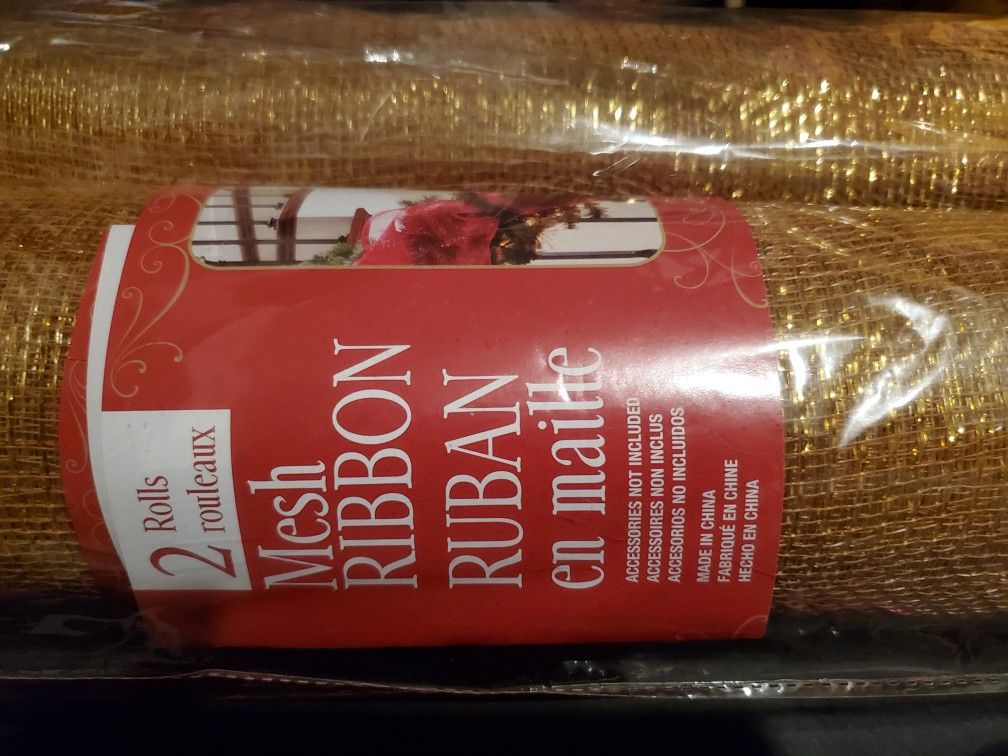 2 Rolls
rouleaux
Mesh
RIBBON
RUBAN
en maille
ACCESSORIES NOT INCLUDED
ACCESSOIRES NON INCLUS
ACCESORIOS NO INCLUIDOS
MADE IN CHINA
FABRIQUÉ EN CHINE
HECHO EN CHINA